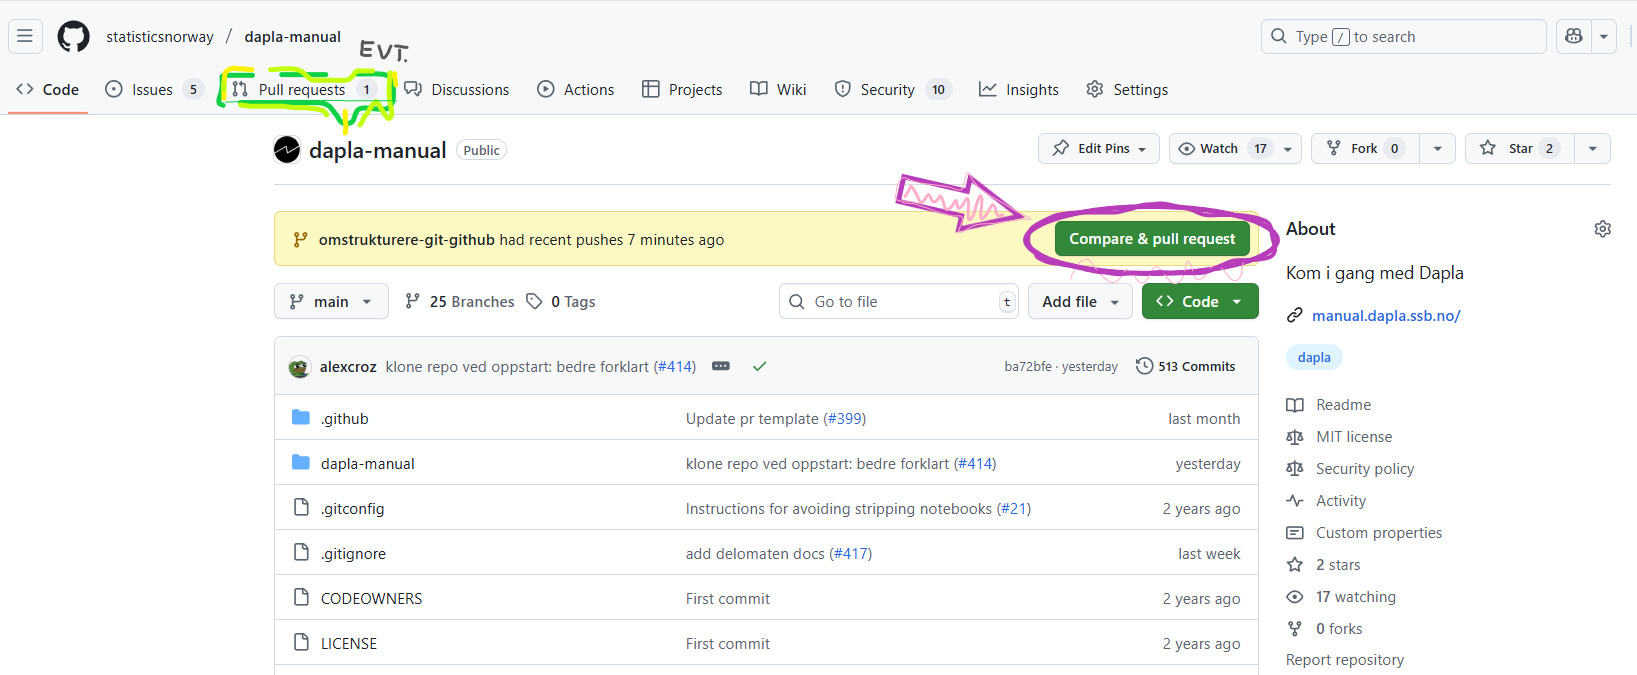 statisticsnorway / dapla-manual
Type / to search
EVT.
Code
Issues 5
Pull requests 1
Discussions
Actions
Projects
Wiki
Security 10
Insights
Settings
dapla-manual Public
Edit Pins
Watch 17
Fork 0
Star 2
omstrukturere-git-github had recent pushes 7 minutes ago
Compare & pull request
main
25 Branches
0 Tags
Go to file t
Add file
Code
alexcroz klone repo ved oppstart: bedre forklart (#414)
ba72bfe · yesterday
513 Commits
.github Update pr template (#399) last month
dapla-manual klone repo ved oppstart: bedre forklart (#414) yesterday
.gitconfig Instructions for avoiding stripping notebooks (#21) 2 years ago
.gitignore add delomaten docs (#417) last week
CODEOWNERS First commit 2 years ago
LICENSE First commit 2 years ago
About
Kom i gang med Dapla
manual.dapla.ssb.no/
dapla
Readme
MIT license
Security policy
Activity
Custom properties
2 stars
17 watching
0 forks
Report repository